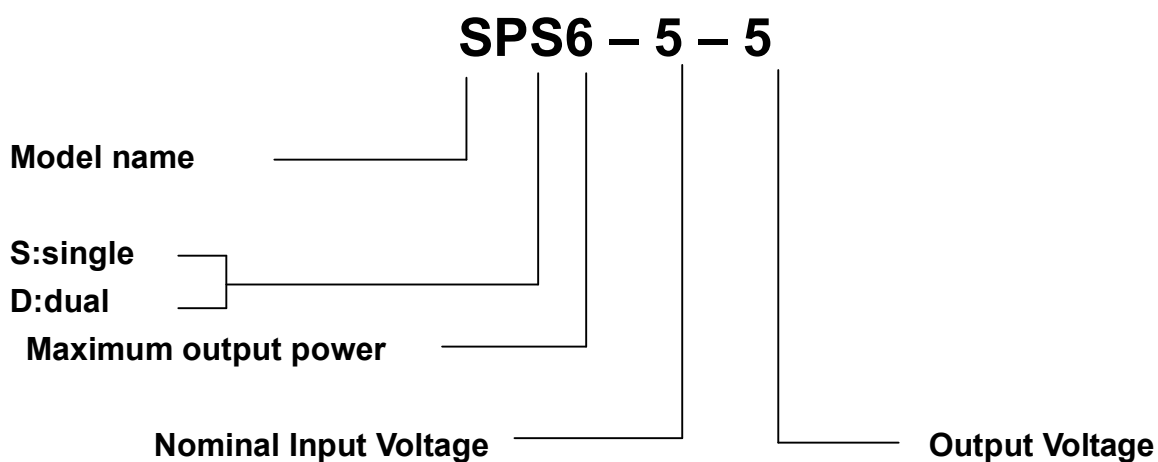 SPS6 – 5 – 5
Model name
S:single
D:dual
Maximum output power
Nominal Input Voltage
Output Voltage